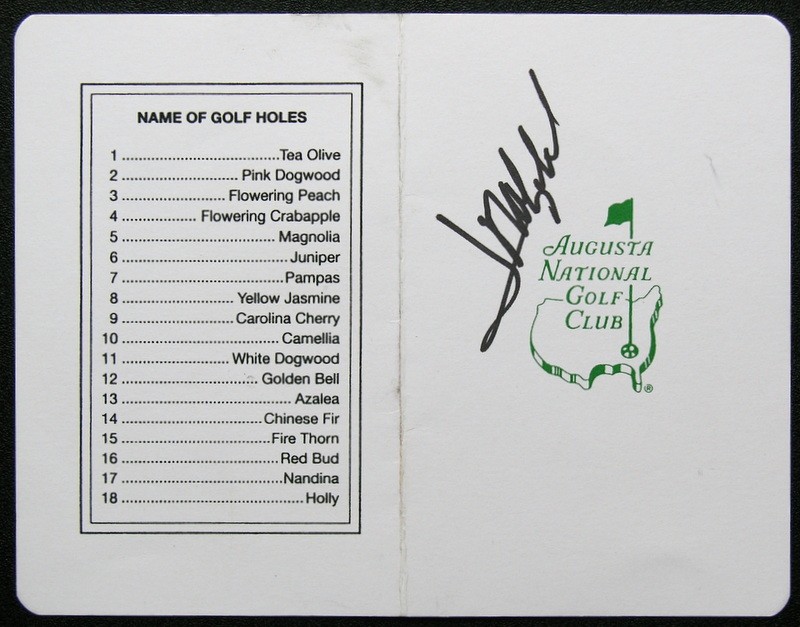 NAME OF GOLF HOLES
1 ........................................Tea Olive
2 ............................. Pink Dogwood
3 .......................... Flowering Peach
4 .................. Flowering Crabapple
5 ...................................... Magnolia
6 .......................................... Juniper
7 ........................................Pampas
8 ............................ Yellow Jasmine
9 ............................Carolina Cherry
10 ....................................... Camellia
11 ........................... White Dogwood
12 .................................. Golden Bell
13 ...........................................Azalea
14 ...................................Chinese Fir
15 .....................................Fire Thorn
16 ....................................... Red Bud
17 ........................................Nandina
18 .............................................Holly
AUGUSTA
NATIONAL
GOLF
CLUB
®